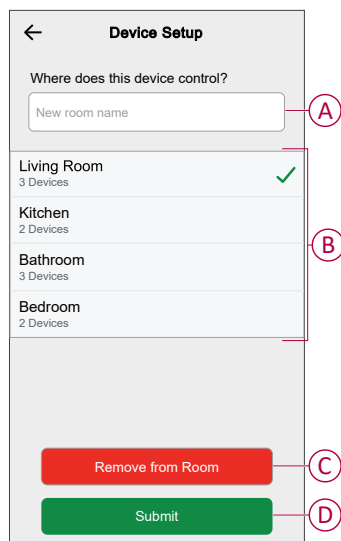 Device Setup
Where does this device control?
New room name
A
Living Room
3 Devices
Kitchen
2 Devices
B
Bathroom
3 Devices
Bedroom
2 Devices
Remove from Room
C
Submit
D